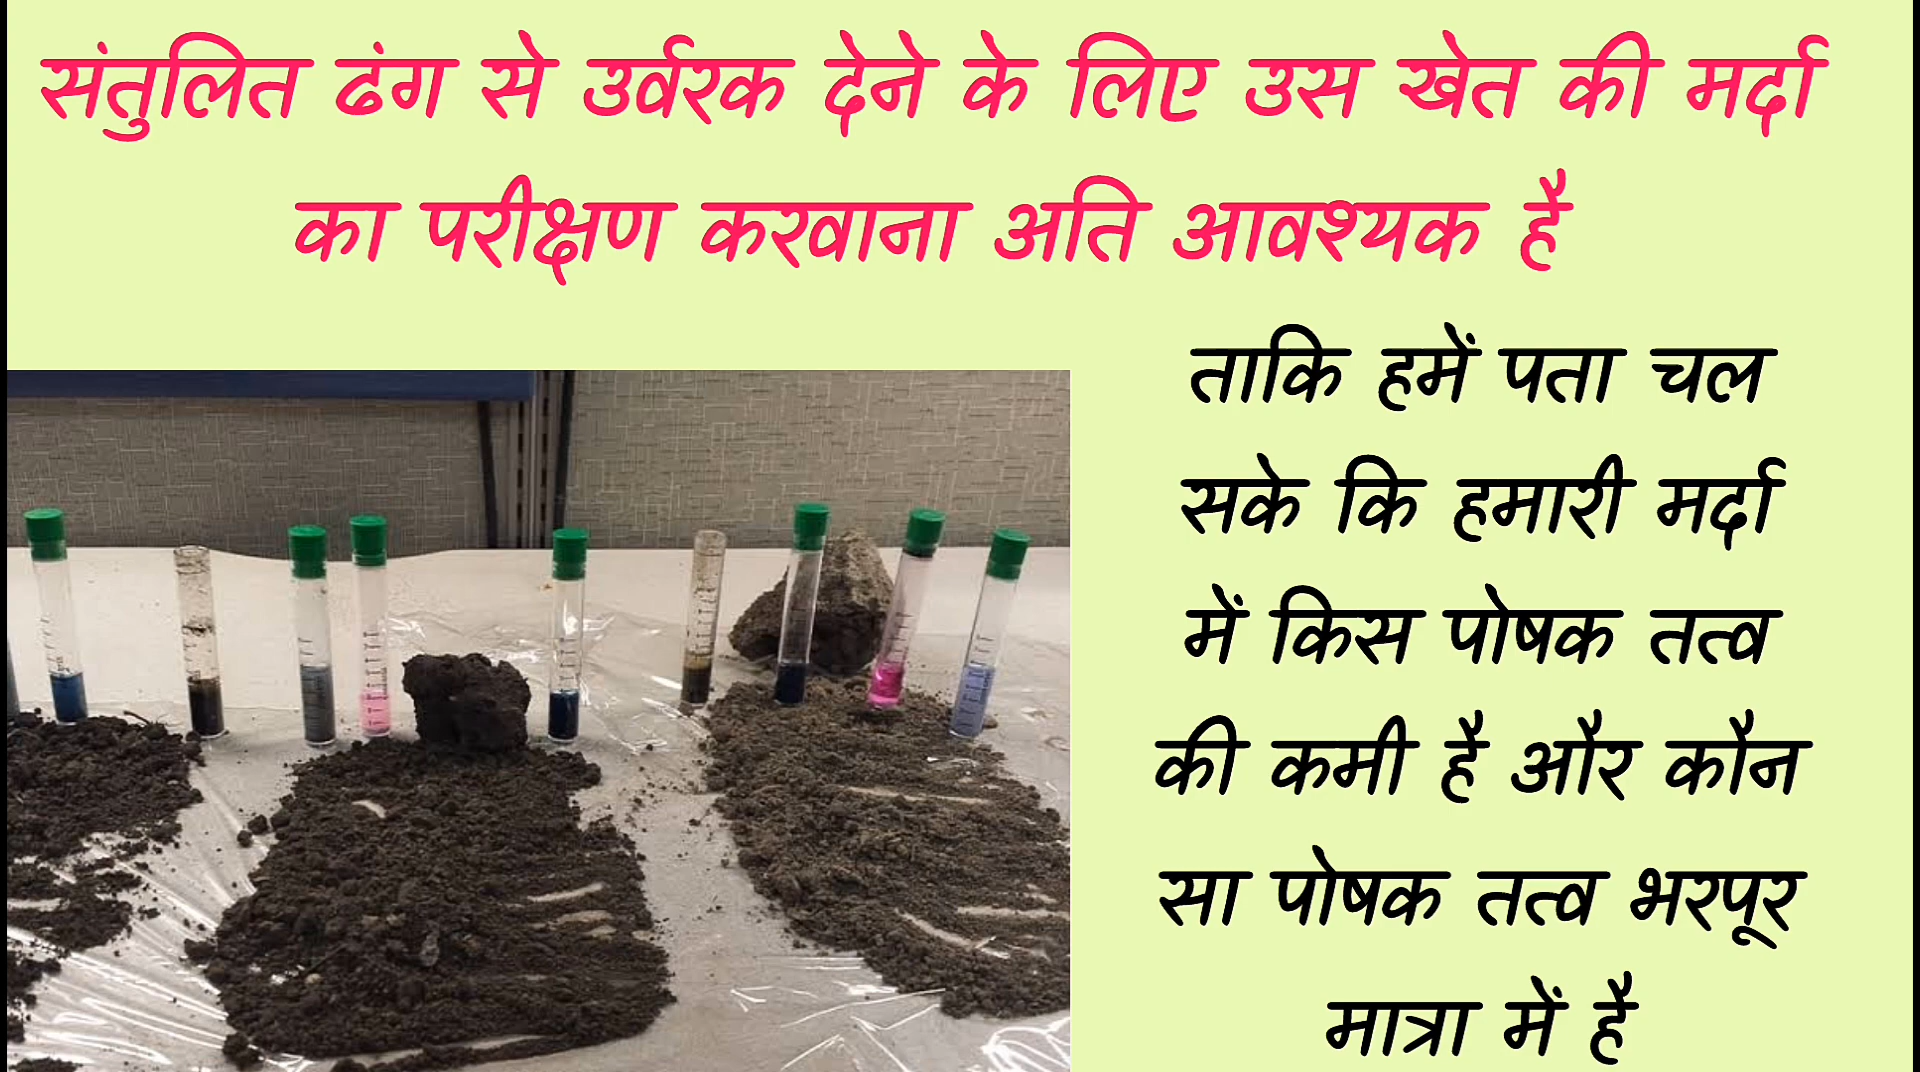 संतुलित ढंग से उर्वरक देने के लिए उस खेत की मर्दा
का परीक्षण करवाना अति आवश्यक है
ताकि हमें पता चल
सके कि हमारी मर्दा
में किस पोषक तत्व
की कमी है और कौन
सा पोषक तत्व भरपूर
मात्रा में है